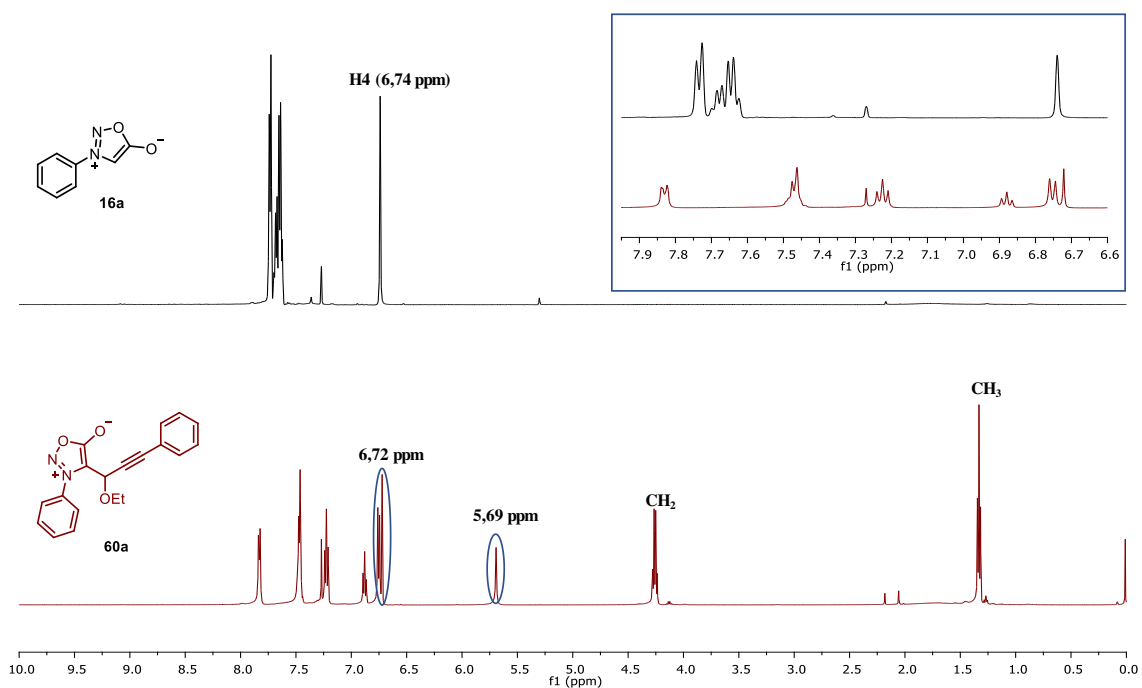 H4 (6,74 ppm)
N
O
N
+
O
−
16a
7.9 7.8 7.7 7.6 7.5 7.4 7.3 7.2 7.1 7.0 6.9 6.8 6.7 6.6
f1 (ppm)
O
−
O
O
N
N
+
OEt
60a
6,72 ppm
5,69 ppm
CH2
CH3
10.0 9.5 9.0 8.5 8.0 7.5 7.0 6.5 6.0 5.5 5.0 4.5 4.0 3.5 3.0 2.5 2.0 1.5 1.0 0.5 0.0
f1 (ppm)